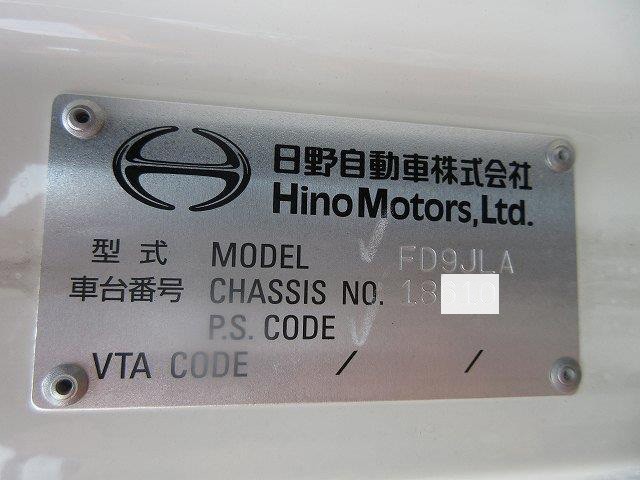 日野自動車株式会社
Hino Motors, Ltd.
型式 MODEL FD9JLA
車台番号 CHASSIS NO. 18
P.S. CODE
VTA CODE / /